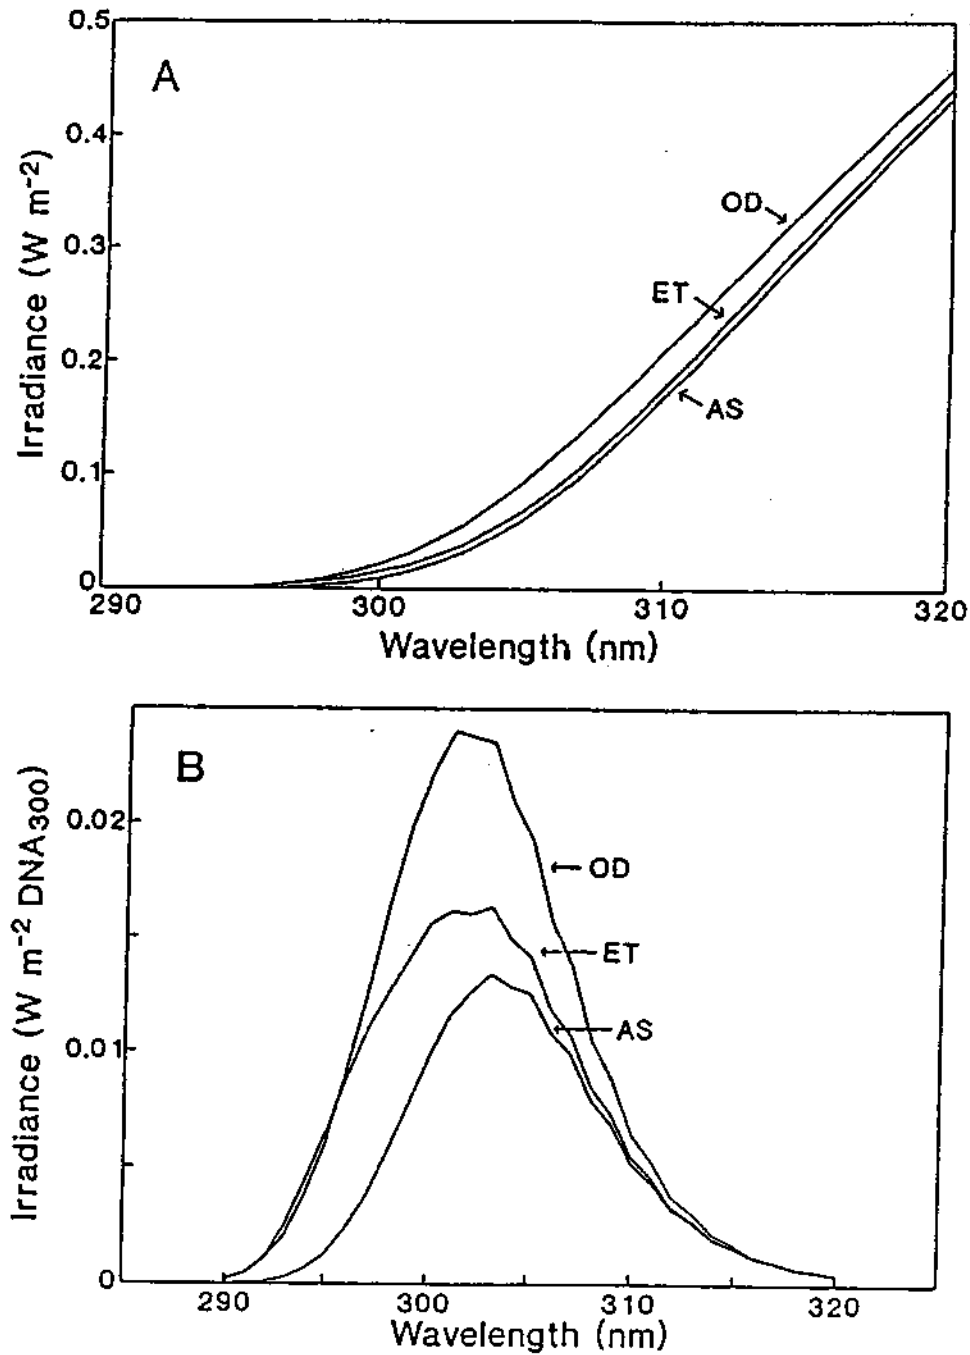 A
0.5
0.4
0.3
0.2
0.1
0
Irradiance (W m-2)
OD
ET
AS
290
300
310
320
Wavelength (nm)
B
0.02
0.01
0
Irradiance (W m-2 DNA300)
OD
ET
AS
290
300
310
320
Wavelength (nm)